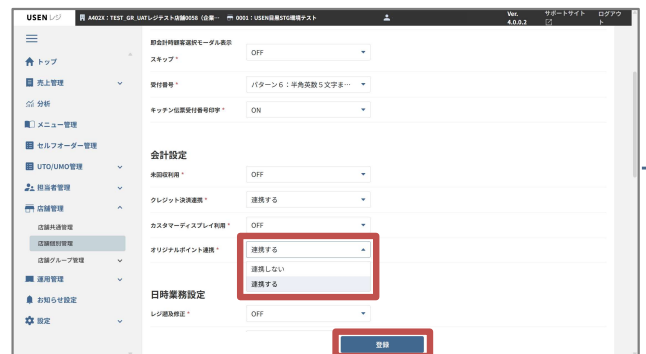 USEN レジ
A402X：TEST_GR_UATレジテスト店舗0058（企業…
0001：USEN目黒STG環境テスト
Ver.
4.0.0.2
サポートサイト
ログアウ
ト
トップ
売上管理
分析
メニュー管理
セルフオーダー管理
UTO/UMO管理
担当者管理
店舗管理
店舗共通管理
店舗個別管理
店舗グループ管理
運用管理
お知らせ設定
設定
即会計時顧客選択モーダル表示
スキップ *
OFF
受付番号 *
パターン６：半角英数５文字ま…
キッチン伝票受付番号印字 *
ON
会計設定
未回収利用 *
OFF
クレジット決済連携 *
連携する
カスタマーディスプレイ利用 *
OFF
オリジナルポイント連携 *
連携する
連携しない
連携する
日時業務設定
レジ遡及修正 *
OFF
登録